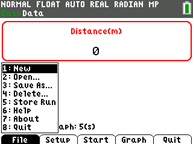 NORMAL FLOAT AUTO REAL RADIAN MP
Data
Distance(m)
0
1: New
2: Open...
3: Save As...
4: Delete...
5: Store Run
6: Help
7: About
8: Quit
aph: 5(s)
File Setup Start Graph Quit